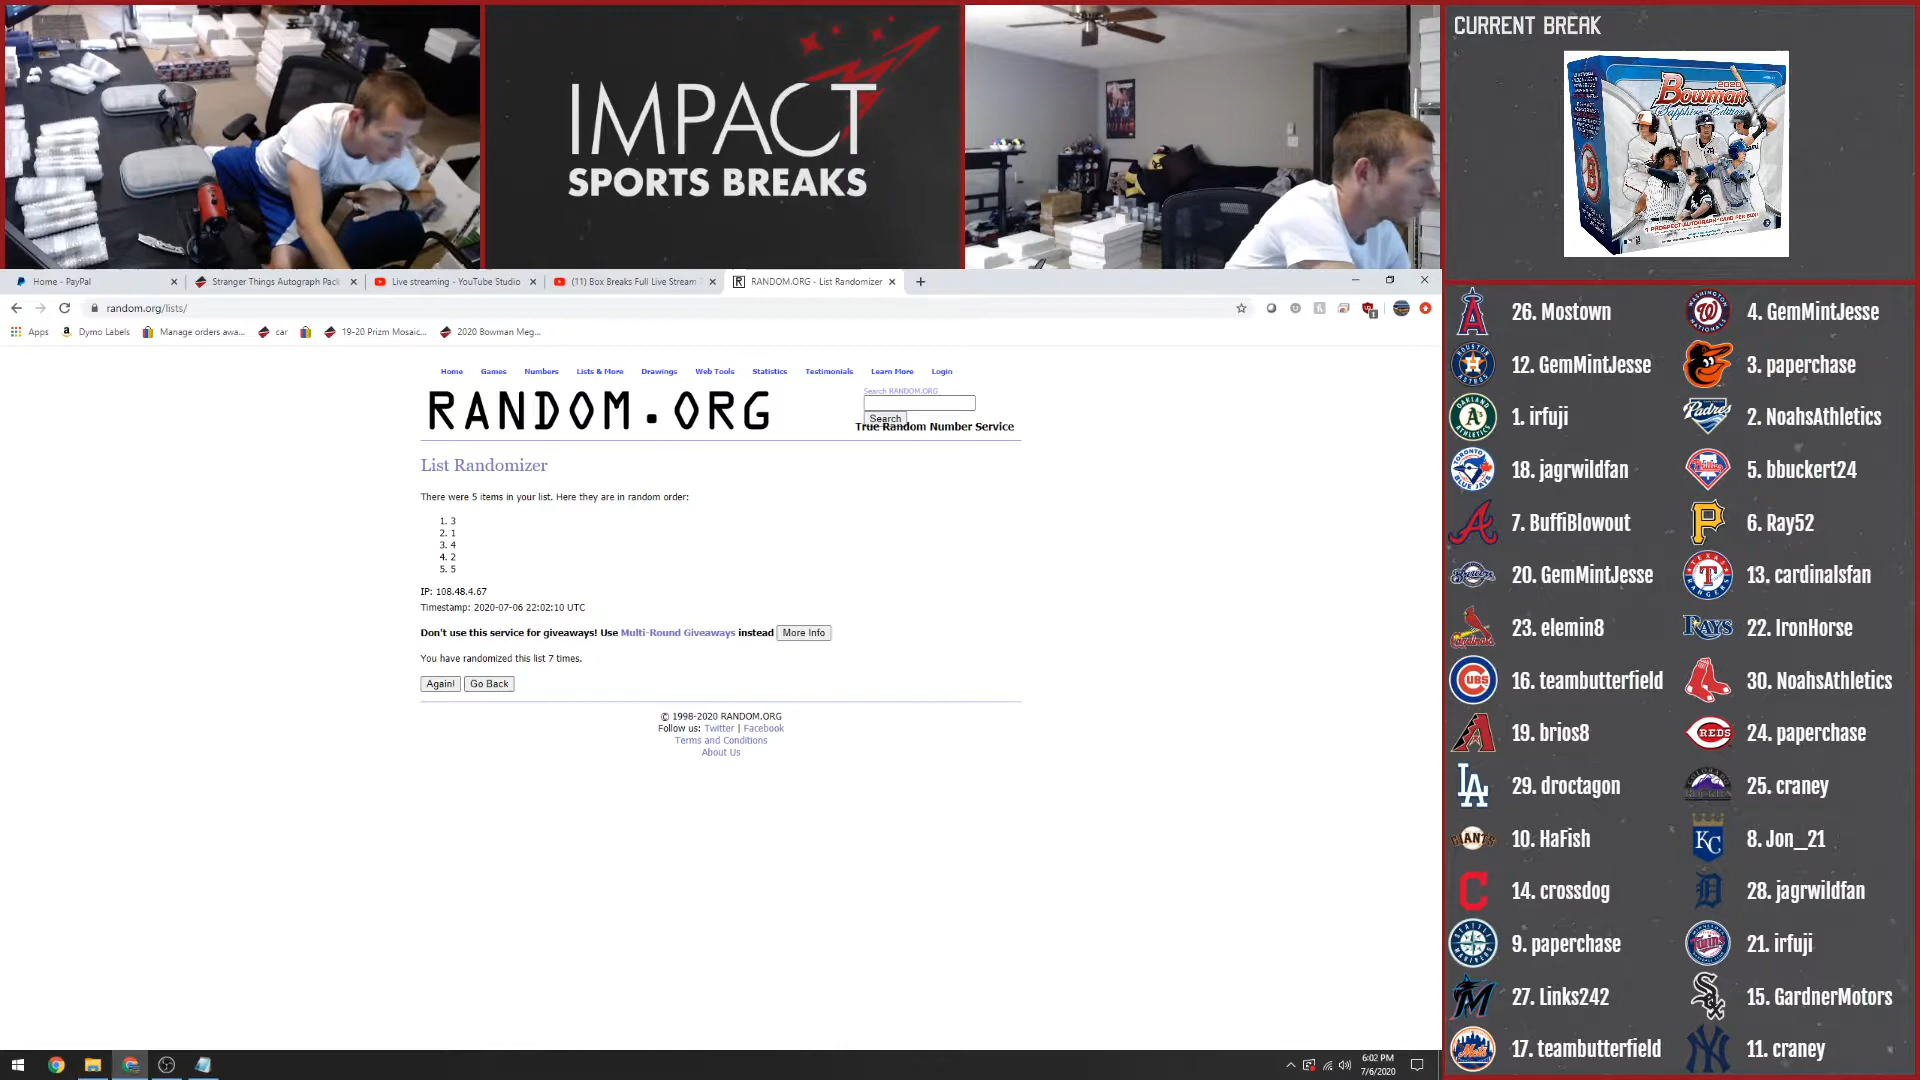 IMPACT
SPORTS BREAKS
CURRENT BREAK
2020
Bowman
Sapphire Edition
1 PROSPECT AUTOGRAPH CARD PER BOX!
Home - PayPal
Stranger Things Autograph Pack
Live streaming - YouTube Studio
(11) Box Breaks Full Live Stream
RANDOM.ORG - List Randomizer
random.org/lists/
Apps
Dymo Labels
Manage orders awa...
car
19-20 Prizm Mosaic...
2020 Bowman Meg...
Home
Games
Numbers
Lists & More
Drawings
Web Tools
Statistics
Testimonials
Learn More
Login
RANDOM.ORG
Search RANDOM.ORG
Search
True Random Number Service
List Randomizer
There were 5 items in your list. Here they are in random order:
1. 3
2. 1
3. 4
4. 2
5. 5
IP: 108.48.4.67
Timestamp: 2020-07-06 22:02:10 UTC
Don't use this service for giveaways! Use Multi-Round Giveaways instead More Info
You have randomized this list 7 times.
Again!
Go Back
© 1998-2020 RANDOM.ORG
Follow us: Twitter | Facebook
Terms and Conditions
About Us
26. Mostown
4. GemMintJesse
12. GemMintJesse
3. paperchase
1. irfuji
2. NoahsAthletics
18. jagrwildfan
5. bbuckert24
7. BuffiBlowout
6. Ray52
20. GemMintJesse
13. cardinalsfan
23. elemin8
22. IronHorse
16. teambutterfield
30. NoahsAthletics
19. brios8
24. paperchase
29. droctagon
25. craney
10. HaFish
8. Jon_21
14. crossdog
28. jagrwildfan
9. paperchase
21. irfuji
27. Links242
15. GardnerMotors
17. teambutterfield
11. craney
6:02 PM
7/6/2020